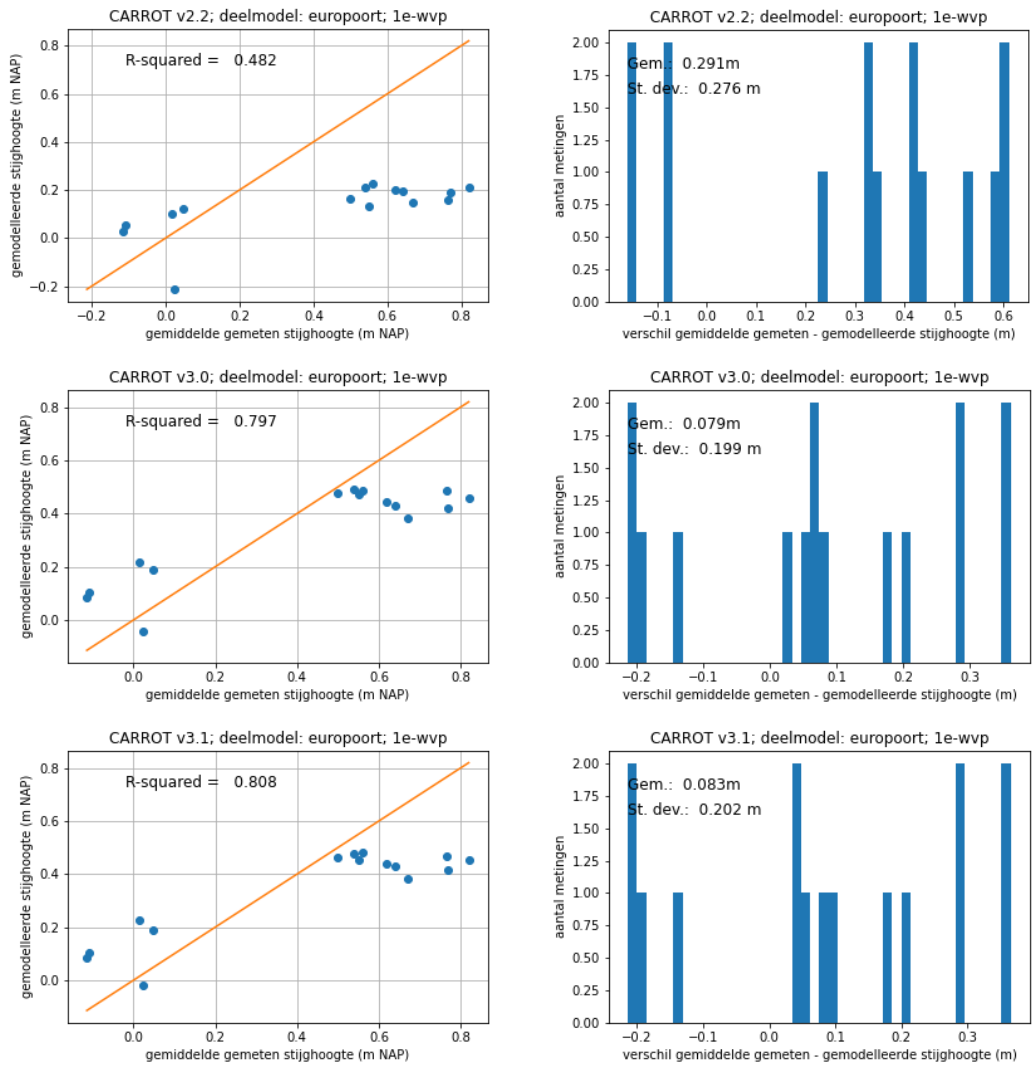 CARROT v2.2; deelmodel: europoort; 1e-wvp
R-squared = 0.482
0.8
0.6
0.4
0.2
0.0
−0.2
gemodelleerde stijghoogte (m NAP)
−0.2 0.0 0.2 0.4 0.6 0.8
gemiddelde gemeten stijghoogte (m NAP)
CARROT v2.2; deelmodel: europoort; 1e-wvp
Gem.: 0.291m
St. dev.: 0.276 m
2.00
1.75
1.50
1.25
1.00
0.75
0.50
0.25
0.00
aantal metingen
−0.1 0.0 0.1 0.2 0.3 0.4 0.5 0.6
verschil gemiddelde gemeten - gemodelleerde stijghoogte (m)
CARROT v3.0; deelmodel: europoort; 1e-wvp
R-squared = 0.797
0.8
0.6
0.4
0.2
0.0
gemodelleerde stijghoogte (m NAP)
0.0 0.2 0.4 0.6 0.8
gemiddelde gemeten stijghoogte (m NAP)
CARROT v3.0; deelmodel: europoort; 1e-wvp
Gem.: 0.079m
St. dev.: 0.199 m
2.00
1.75
1.50
1.25
1.00
0.75
0.50
0.25
0.00
aantal metingen
−0.2 −0.1 0.0 0.1 0.2 0.3
verschil gemiddelde gemeten - gemodelleerde stijghoogte (m)
CARROT v3.1; deelmodel: europoort; 1e-wvp
R-squared = 0.808
0.8
0.6
0.4
0.2
0.0
gemodelleerde stijghoogte (m NAP)
0.0 0.2 0.4 0.6 0.8
gemiddelde gemeten stijghoogte (m NAP)
CARROT v3.1; deelmodel: europoort; 1e-wvp
Gem.: 0.083m
St. dev.: 0.202 m
2.00
1.75
1.50
1.25
1.00
0.75
0.50
0.25
0.00
aantal metingen
−0.2 −0.1 0.0 0.1 0.2 0.3
verschil gemiddelde gemeten - gemodelleerde stijghoogte (m)